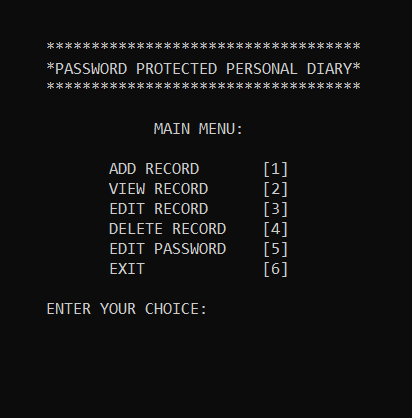 ***********************************
*PASSWORD PROTECTED PERSONAL DIARY*
***********************************
MAIN MENU:
ADD RECORD [1]
VIEW RECORD [2]
EDIT RECORD [3]
DELETE RECORD [4]
EDIT PASSWORD [5]
EXIT [6]
ENTER YOUR CHOICE: